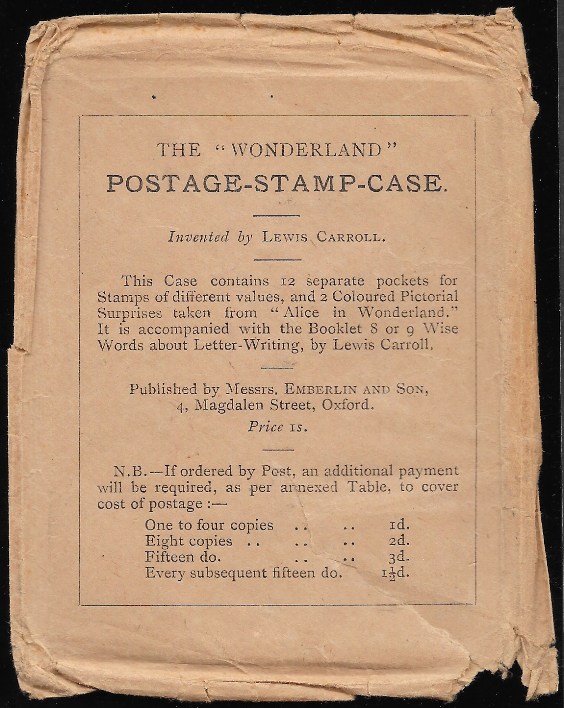 THE "WONDERLAND"
POSTAGE-STAMP-CASE.
Invented by LEWIS CARROLL.
This Case contains 12 separate pockets for
Stamps of different values, and 2 Coloured Pictorial
Surprises taken from "Alice in Wonderland."
It is accompanied with the Booklet 8 or 9 Wise
Words about Letter-Writing, by Lewis Carroll.
Published by Messrs. EMBERLIN AND SON,
4, Magdalen Street, Oxford.
Price 1s.
N.B.—If ordered by Post, an additional payment
will be required, as per annexed Table, to cover
cost of postage :—
One to four copies .. .. 1d.
Eight copies .. .. .. 2d.
Fifteen do. .. .. 3d.
Every subsequent fifteen do. 1½d.